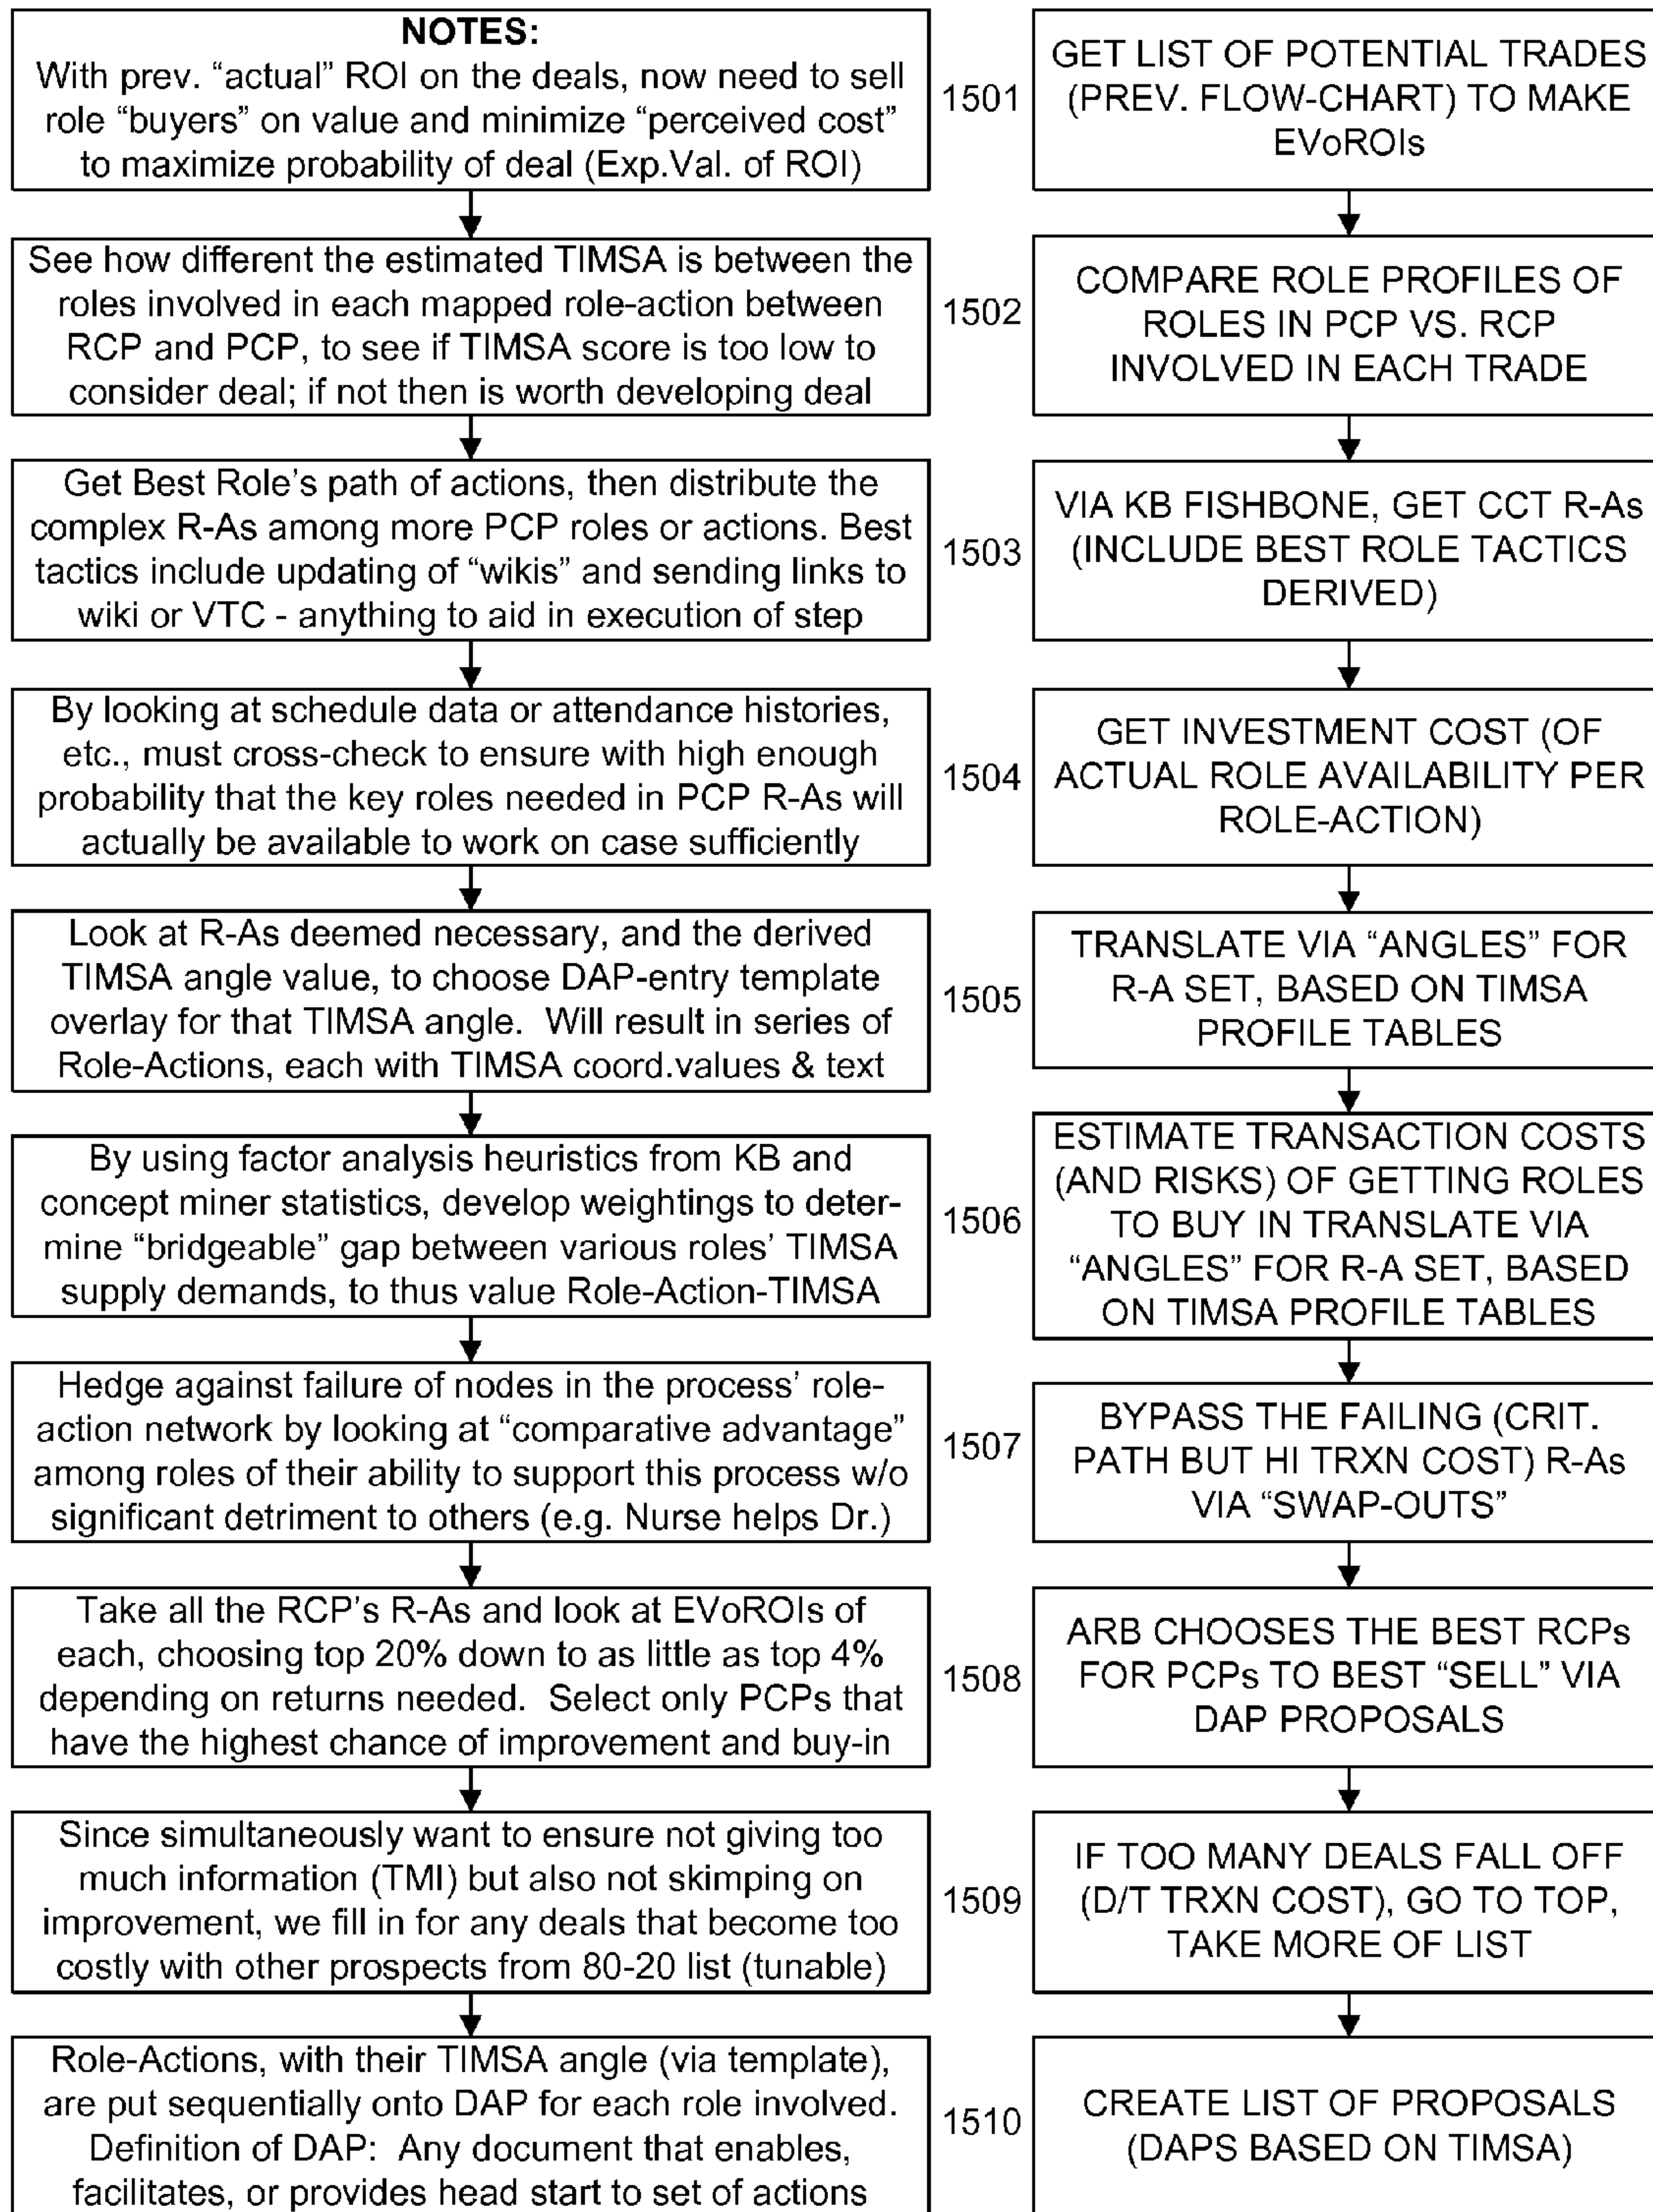 NOTES:
With prev. “actual” ROI on the deals, now need to sell
role “buyers” on value and minimize “perceived cost”
to maximize probability of deal (Exp.Val. of ROI)
1501
GET LIST OF POTENTIAL TRADES
(PREV. FLOW-CHART) TO MAKE
EVoROIs
See how different the estimated TIMSA is between the
roles involved in each mapped role-action between
RCP and PCP, to see if TIMSA score is too low to
consider deal; if not then is worth developing deal
1502
COMPARE ROLE PROFILES OF
ROLES IN PCP VS. RCP
INVOLVED IN EACH TRADE
Get Best Role’s path of actions, then distribute the
complex R-As among more PCP roles or actions. Best
tactics include updating of “wikis” and sending links to
wiki or VTC - anything to aid in execution of step
1503
VIA KB FISHBONE, GET CCT R-As
(INCLUDE BEST ROLE TACTICS
DERIVED)
By looking at schedule data or attendance histories,
etc., must cross-check to ensure with high enough
probability that the key roles needed in PCP R-As will
actually be available to work on case sufficiently
1504
GET INVESTMENT COST (OF
ACTUAL ROLE AVAILABILITY PER
ROLE-ACTION)
Look at R-As deemed necessary, and the derived
TIMSA angle value, to choose DAP-entry template
overlay for that TIMSA angle.  Will result in series of
Role-Actions, each with TIMSA coord.values & text
1505
TRANSLATE VIA “ANGLES” FOR
R-A SET, BASED ON TIMSA
PROFILE TABLES
By using factor analysis heuristics from KB and
concept miner statistics, develop weightings to deter-
mine “bridgeable” gap between various roles’ TIMSA
supply demands, to thus value Role-Action-TIMSA
1506
ESTIMATE TRANSACTION COSTS
(AND RISKS) OF GETTING ROLES
TO BUY IN TRANSLATE VIA
“ANGLES” FOR R-A SET, BASED
ON TIMSA PROFILE TABLES
Hedge against failure of nodes in the process’ role-
action network by looking at “comparative advantage”
among roles of their ability to support this process w/o
significant detriment to others (e.g. Nurse helps Dr.)
1507
BYPASS THE FAILING (CRIT.
PATH BUT HI TRXN COST) R-As
VIA “SWAP-OUTS”
Take all the RCP’s R-As and look at EVoROIs of
each, choosing top 20% down to as little as top 4%
depending on returns needed.  Select only PCPs that
have the highest chance of improvement and buy-in
1508
ARB CHOOSES THE BEST RCPs
FOR PCPs TO BEST “SELL” VIA
DAP PROPOSALS
Since simultaneously want to ensure not giving too
much information (TMI) but also not skimping on
improvement, we fill in for any deals that become too
costly with other prospects from 80-20 list (tunable)
1509
IF TOO MANY DEALS FALL OFF
(D/T TRXN COST), GO TO TOP,
TAKE MORE OF LIST
Role-Actions, with their TIMSA angle (via template),
are put sequentially onto DAP for each role involved.
Definition of DAP:  Any document that enables,
facilitates, or provides head start to set of actions
1510
CREATE LIST OF PROPOSALS
(DAPS BASED ON TIMSA)